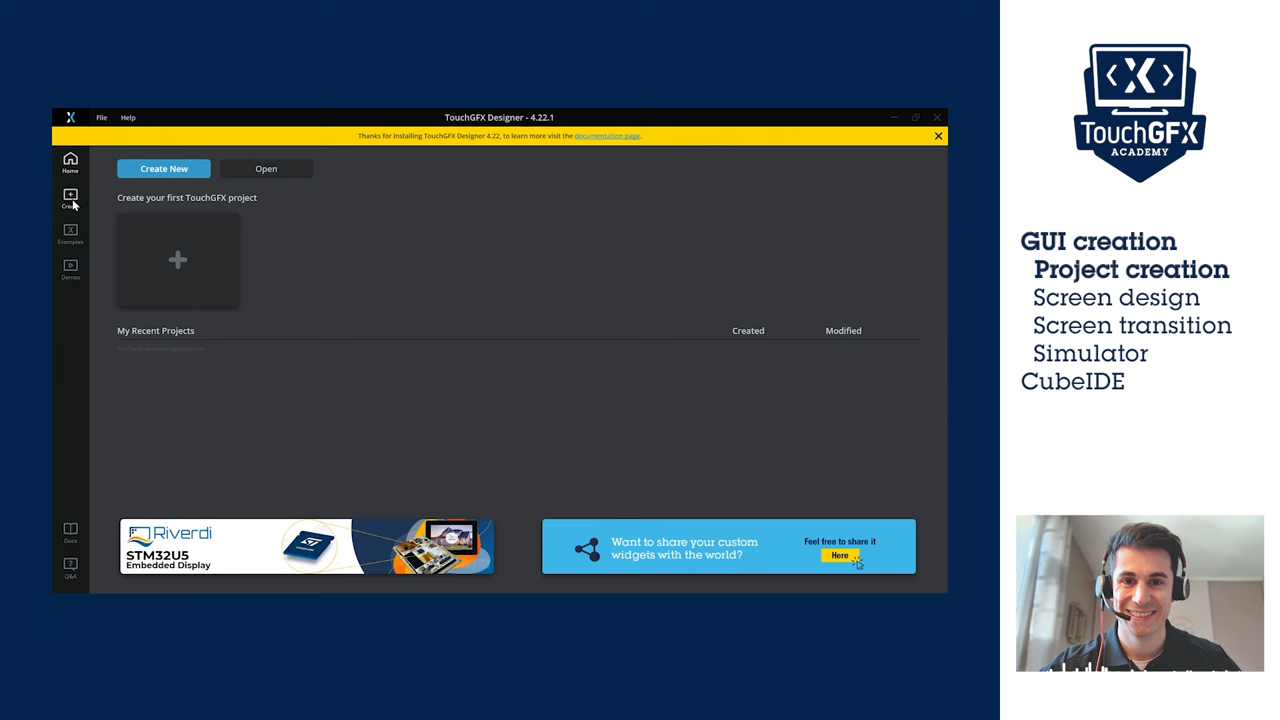 File
Help
TouchGFX Designer - 4.22.1
Thanks for installing TouchGFX Designer 4.22, to learn more visit the documentation page.
Home
Create New
Open
Create your first TouchGFX project
Examples
Demos
My Recent Projects
Created
Modified
Docs
Q&A
Riverdi
STM32U5
Embedded Display
Want to share your custom
widgets with the world?
Feel free to share it
Here
TouchGFX
ACADEMY
GUI creation
Project creation
Screen design
Screen transition
Simulator
CubeIDE